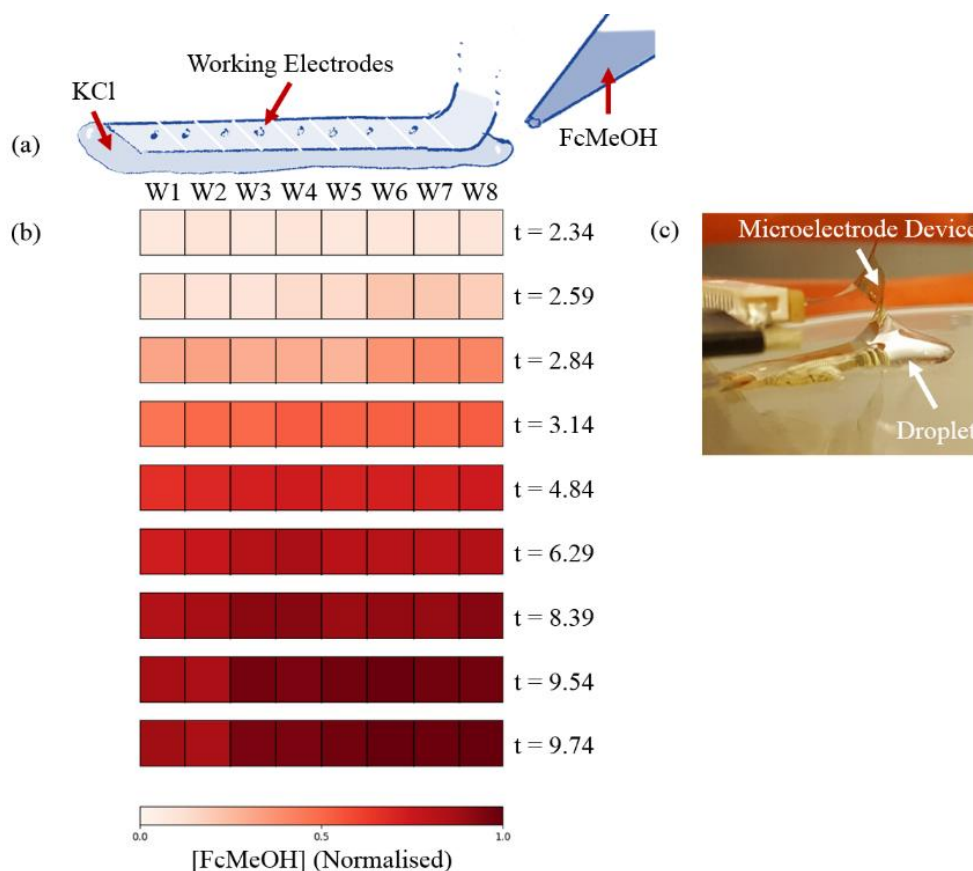 Working Electrodes
KCl
FcMeOH
(a)
W1 W2 W3 W4 W5 W6 W7 W8
(b)
t = 2.34
t = 2.59
t = 2.84
t = 3.14
t = 4.84
t = 6.29
t = 8.39
t = 9.54
t = 9.74
0.0 0.5 1.0
[FcMeOH] (Normalised)
(c)
Microelectrode Device
Droplet